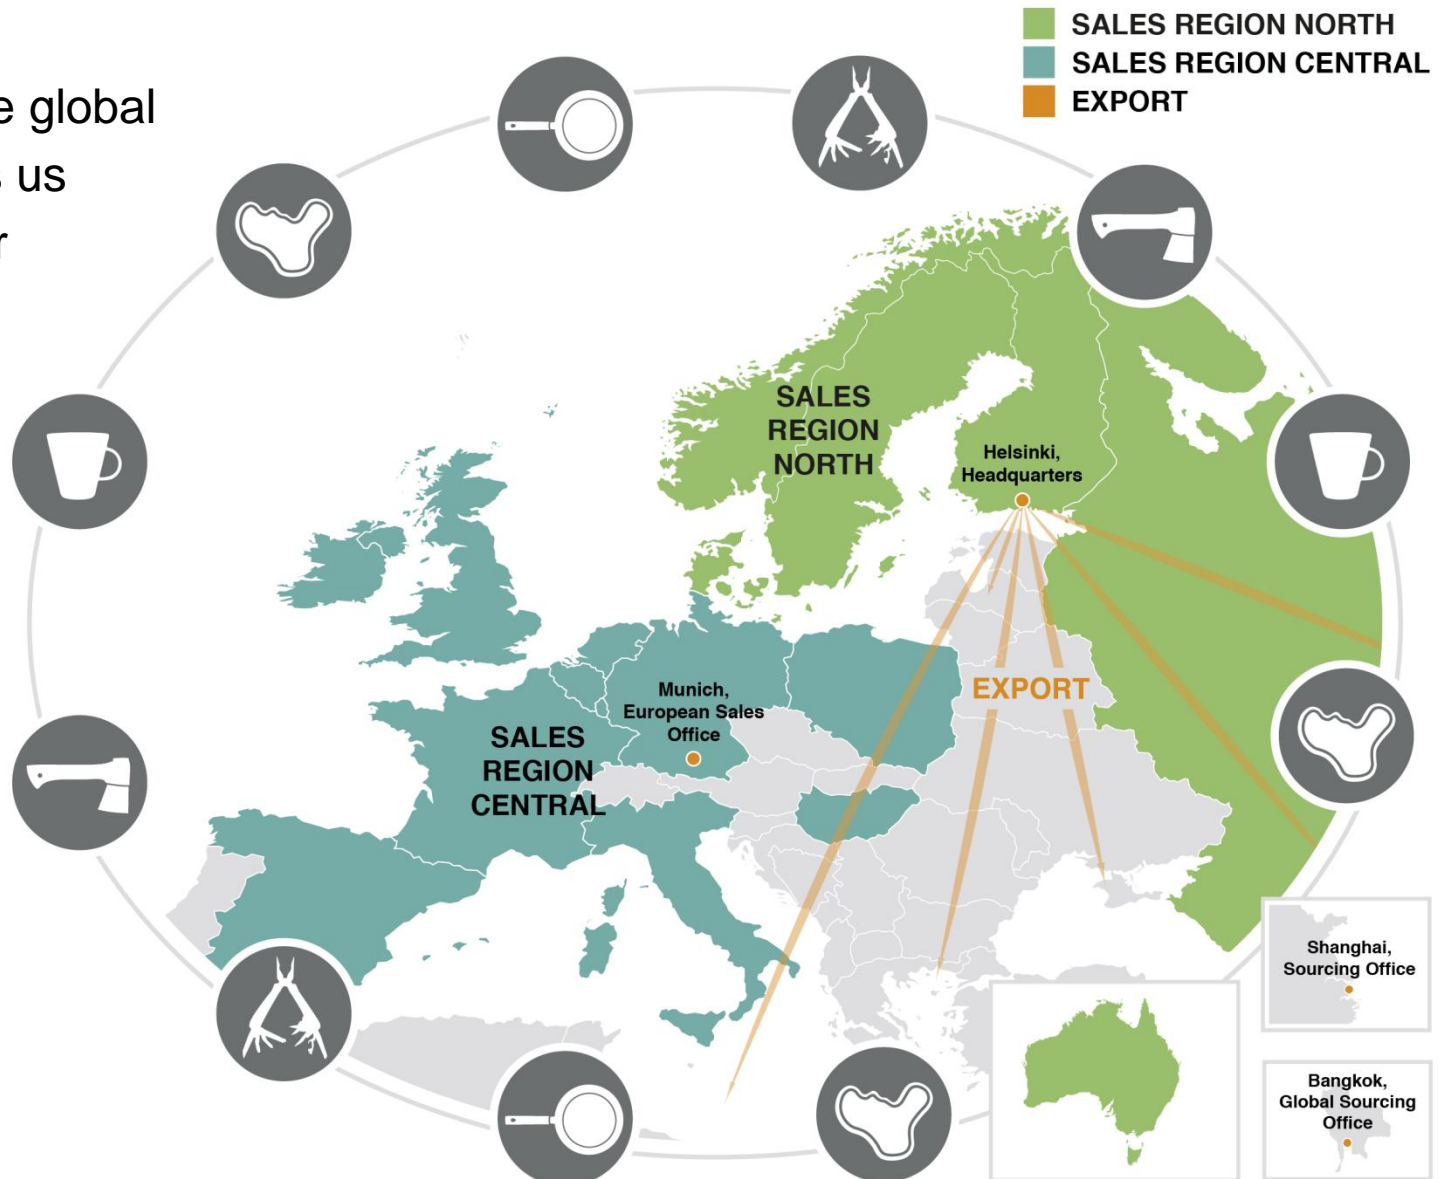 SALES REGION NORTH
SALES REGION CENTRAL
EXPORT
e global
s us
r
SALES
REGION
NORTH
Helsinki,
Headquarters
EXPORT
Munich,
European Sales
Office
SALES
REGION
CENTRAL
Shanghai,
Sourcing Office
Bangkok,
Global Sourcing
Office